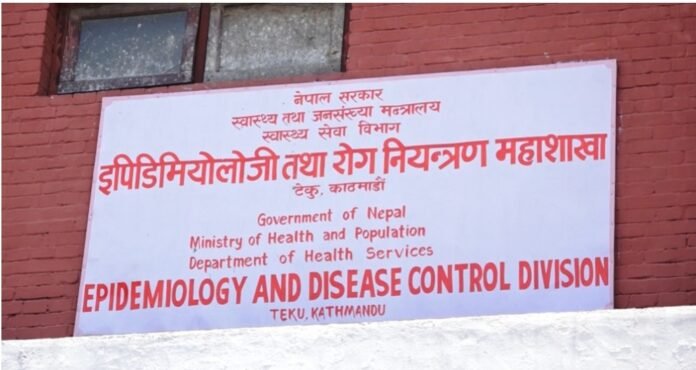 नेपाल सरकार
स्वास्थ्य तथा जनसंख्या मन्त्रालय
स्वास्थ्य सेवा विभाग
इपिडिमियोलोजी तथा रोग नियन्त्रण महाशाखा
टेकु, काठमाडौं
Government of Nepal
Ministry of Health and Population
Department of Health Services
EPIDEMIOLOGY AND DISEASE CONTROL DIVISION
TEKU, KATHMANDU